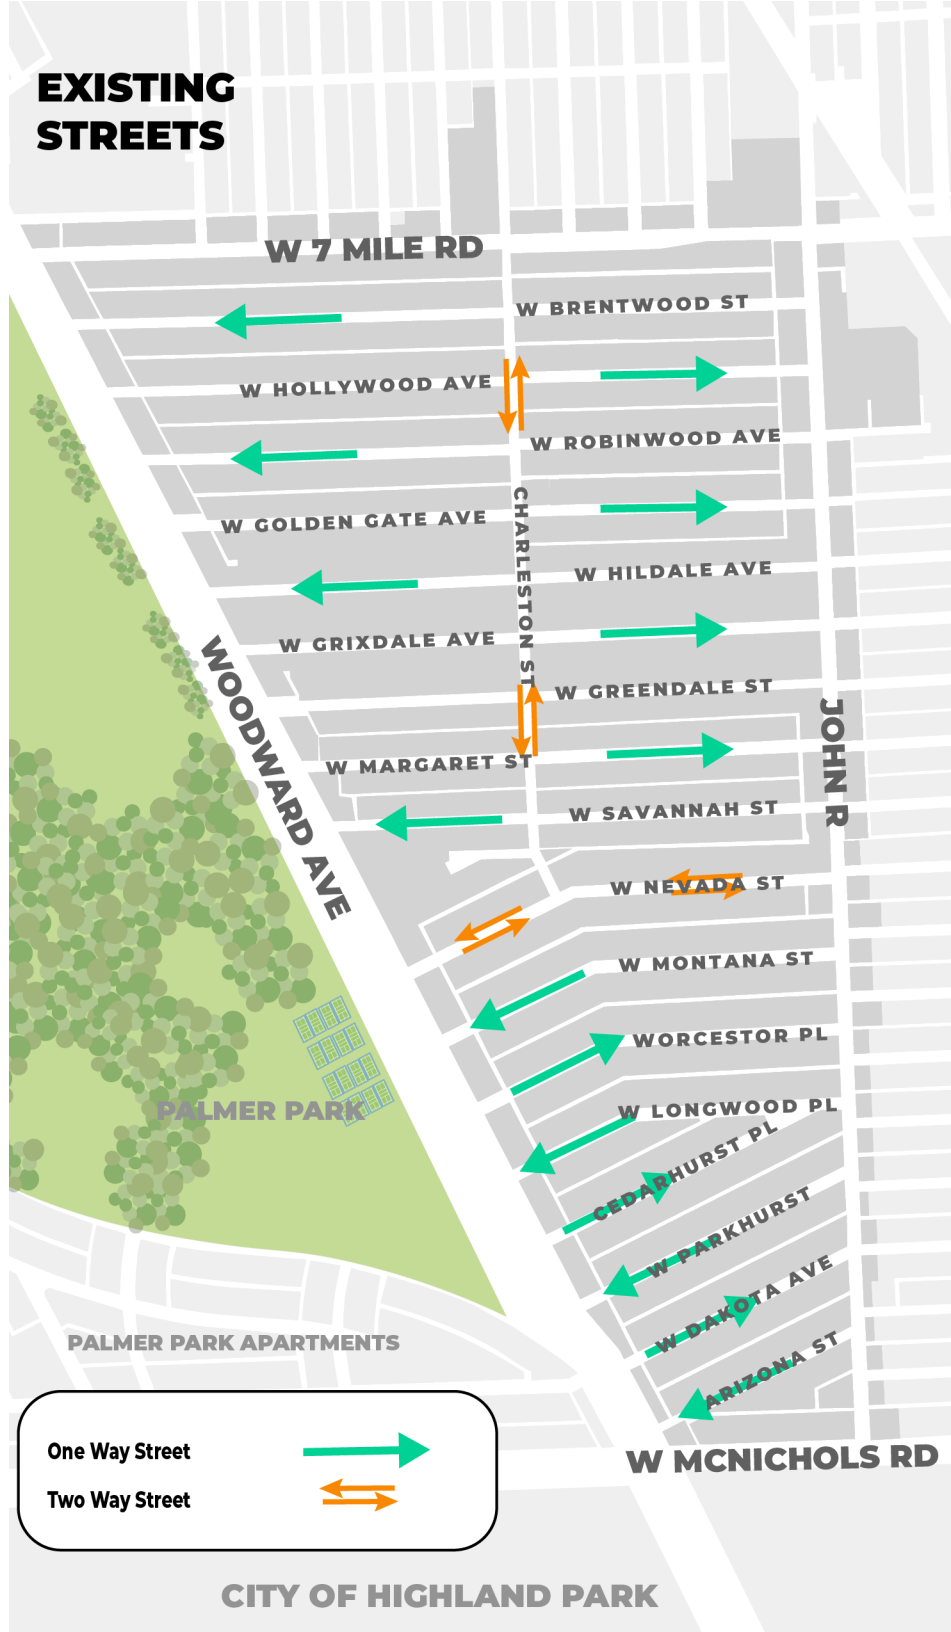 EXISTING
STREETS
W 7 MILE RD
W BRENTWOOD ST
W HOLLYWOOD AVE
W ROBINWOOD AVE
CHARLESTON ST
W GOLDEN GATE AVE
W HILDALE AVE
W GRIXDALE AVE
WOODWARD AVE
W GREENDALE ST
JOHN R
W MARGARET ST
W SAVANNAH ST
W NEVADA ST
W MONTANA ST
WORCESTOR PL
PALMER PARK
W LONGWOOD PL
CEDARHURST PL
W PARKHURST
W DAKOTA AVE
PALMER PARK APARTMENTS
ARIZONA ST
One Way Street
Two Way Street
W MCNICHOLS RD
CITY OF HIGHLAND PARK